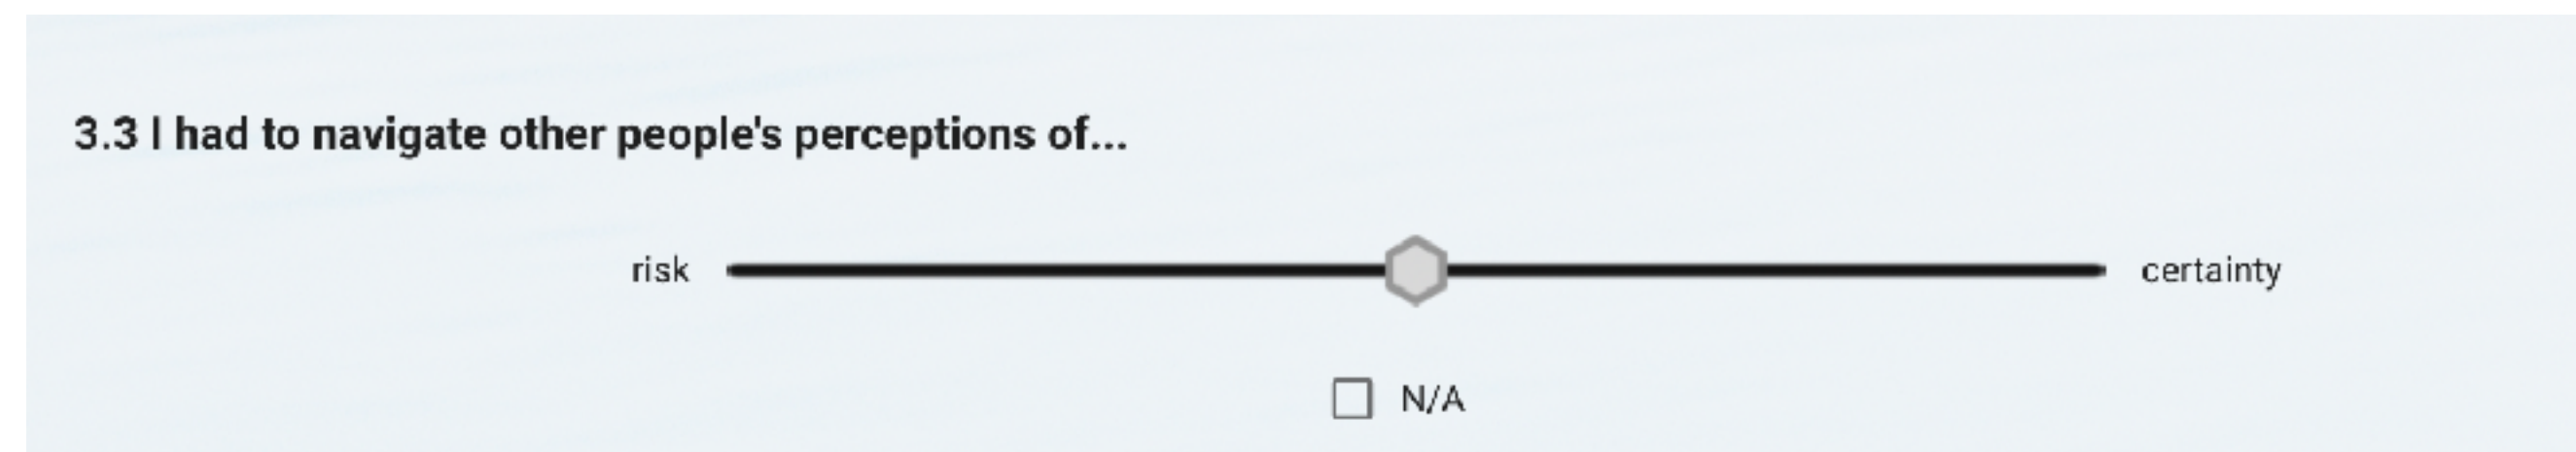 3.3 I had to navigate other people's perceptions of...
risk certainty
N/A